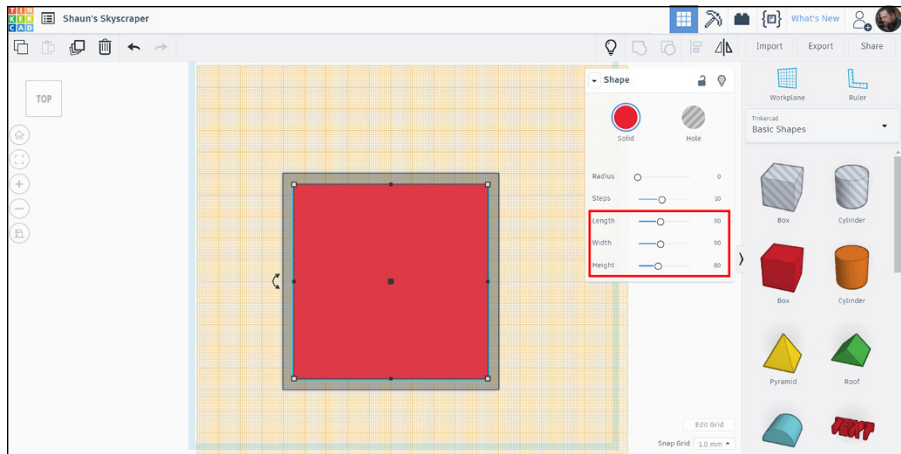 TIN
KER
CAD
Shaun's Skyscraper
What's New
Import Export Share
TOP
Shape
Solid Hole
Radius 0
Steps 10
Length 90
Width 90
Height 80
Workplane Ruler
Tinkercad
Basic Shapes
Box Cylinder
Box Cylinder
Pyramid Roof
TEXT
Edit Grid
Snap Grid 1.0 mm